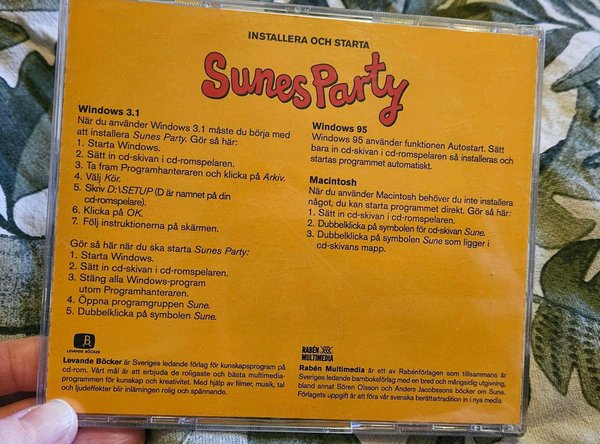 INSTALLERA OCH STARTA
Sunes Party
Windows 3.1
När du använder Windows 3.1 måste du börja med
att installera Sunes Party. Gör så här:
1. Starta Windows.
2. Sätt in cd-skivan i cd-romspelaren.
3. Ta fram Programhanteraren och klicka på Arkiv.
4. Välj Kör.
5. Skriv D:\SETUP (D är namnet på din
cd-romspelare).
6. Klicka på OK.
7. Följ instruktionerna på skärmen.
Gör så här när du ska starta Sunes Party:
1. Starta Windows.
2. Sätt in cd-skivan i cd-romspelaren.
3. Stäng alla Windows-program
utom Programhanteraren.
4. Öppna programgruppen Sune.
5. Dubbelklicka på symbolen Sune.
Windows 95
Windows 95 använder funktionen Autostart. Sätt
bara in cd-skivan i cd-romspelaren så installeras och
startas programmet automatiskt.
Macintosh
När du använder Macintosh behöver du inte installera
något, du kan starta programmet direkt. Gör så här:
1. Sätt in cd-skivan i cd-romspelaren.
2. Dubbelklicka på symbolen för cd-skivan Sune.
3. Dubbelklicka på symbolen Sune som ligger i
cd-skivans mapp.
LEVANDE BÖCKER
Levande Böcker är Sveriges ledande förlag för kunskapsprogram på
cd-rom. Vårt mål är att erbjuda de roligaste och bästa multimedia-
programmen för kunskap och kreativitet. Med hjälp av filmer, musik, tal
och ljudeffekter blir inlärningen rolig och spännande.
RABÉN
MULTIMEDIA
Rabén Multimedia är ett av Rabénförlagen som tillsammans är
Sveriges ledande barnboksförlag med en bred och mångsidig utgivning,
bland annat Sören Olsson och Anders Jacobssons böcker om Sune.
Förlagets uppgift är att föra vår svenska berättartradition in i nya media.